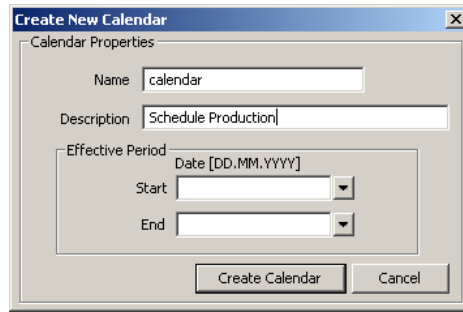 Create New Calendar
Calendar Properties
Name calendar
Description Schedule Production
Effective Period
Date [DD.MM.YYYY]
Start
End
Create Calendar Cancel